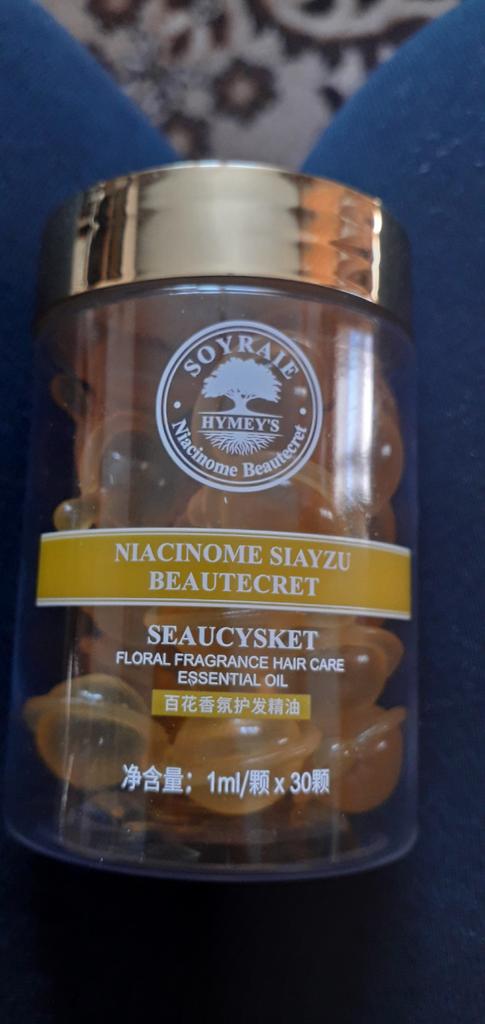 SOYRAIE
HYMEY'S
Niacinome Beautecret
NIACINOME SIAYZU
BEAUTECRET
SEAUCYSKET
FLORAL FRAGRANCE HAIR CARE
ESSENTIAL OIL
百花香氛护发精油
净含量：1ml/颗 x 30颗